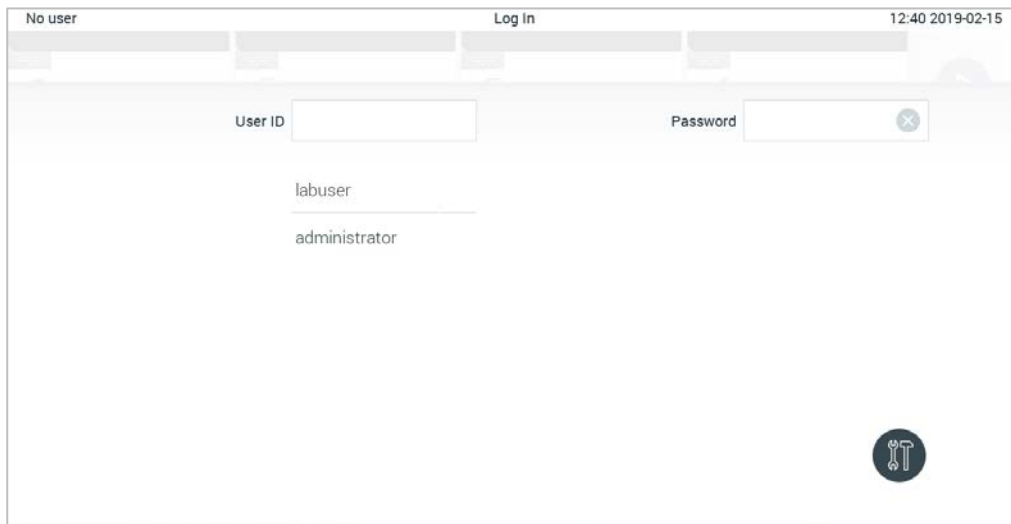 No user Log In 12:40 2019-02-15
User ID Password
labuser
administrator